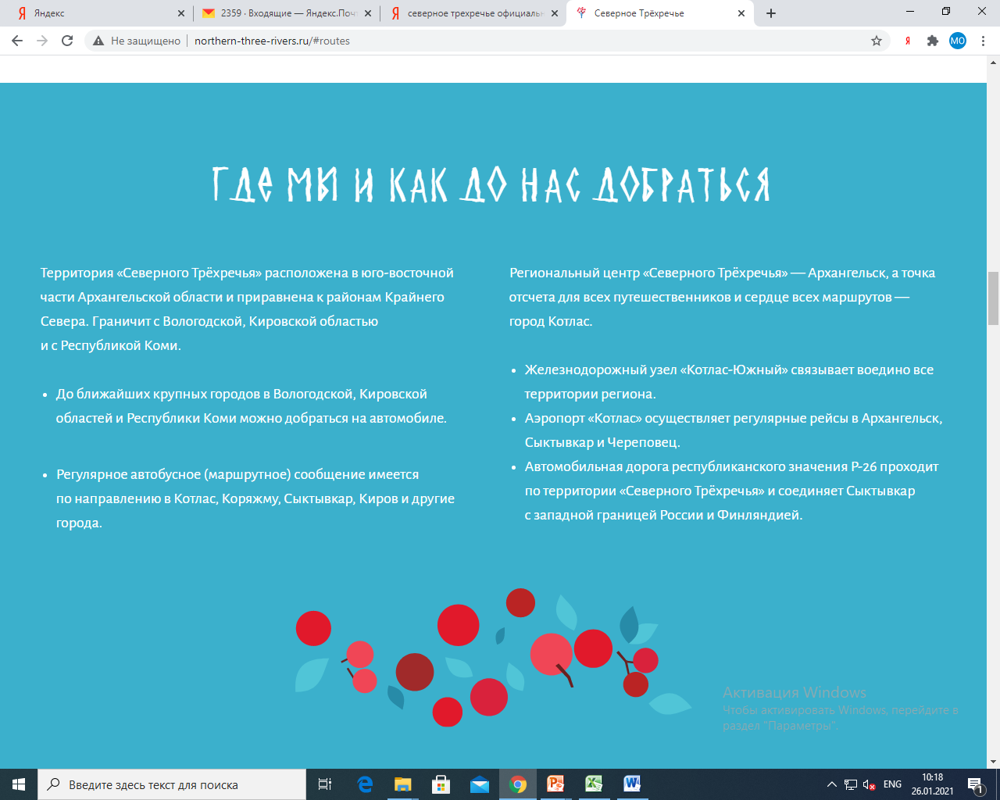 Яндекс
2359 · Входящие — Яндекс.Поч
северное трехречье официальн
Северное Трёхречье
Не защищено
northern-three-rivers.ru/#routes
МО
ГДЕ МЫ И КАК ДО НАС ДОБРАТЬСЯ
Территория «Северного Трёхречья» расположена в юго-восточной
части Архангельской области и приравнена к районам Крайнего
Севера. Граничит с Вологодской, Кировской областью
и с Республикой Коми.
До ближайших крупных городов в Вологодской, Кировской
областей и Республики Коми можно добраться на автомобиле.
Регулярное автобусное (маршрутное) сообщение имеется
по направлению в Котлас, Коряжму, Сыктывкар, Киров и другие
города.
Региональный центр «Северного Трёхречья» — Архангельск, а точка
отсчета для всех путешественников и сердце всех маршрутов —
город Котлас.
Железнодорожный узел «Котлас-Южный» связывает воедино все
территории региона.
Аэропорт «Котлас» осуществляет регулярные рейсы в Архангельск,
Сыктывкар и Череповец.
Автомобильная дорога республиканского значения Р-26 проходит
по территории «Северного Трёхречья» и соединяет Сыктывкар
с западной границей России и Финляндией.
Активация Windows
Чтобы активировать Windows, перейдите в
раздел "Параметры".
Введите здесь текст для поиска
ENG
10:18
26.01.2021
1